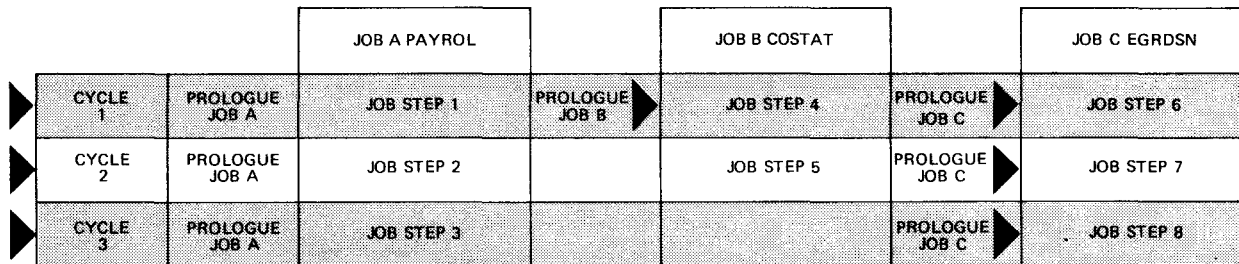 JOB A PAYROL JOB B COSTAT JOB C EGRDSN
CYCLE
1
PROLOGUE
JOB A
JOB STEP 1
PROLOGUE
JOB B
JOB STEP 4
PROLOGUE
JOB C
JOB STEP 6
CYCLE
2
PROLOGUE
JOB A
JOB STEP 2
JOB STEP 5
PROLOGUE
JOB C
JOB STEP 7
CYCLE
3
PROLOGUE
JOB A
JOB STEP 3
PROLOGUE
JOB C
JOB STEP 8